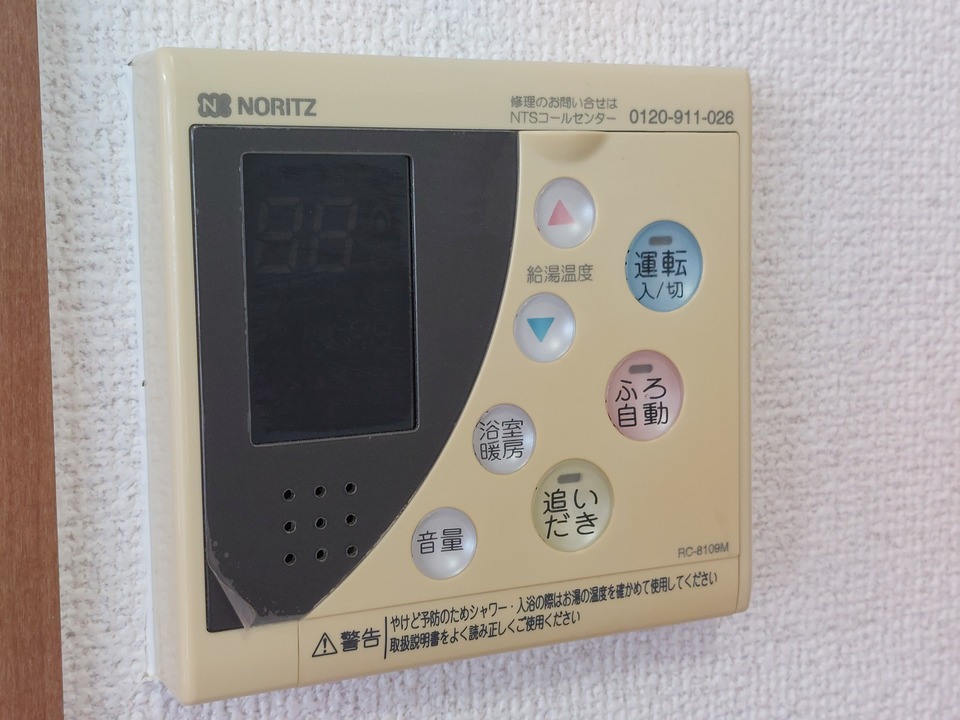 NORITZ
修理のお問い合せは
NTSコールセンター 0120-911-026
給湯温度
運転
入/切
ふろ
自動
浴室
暖房
追い
だき
音量
RC-8109M
警告
やけど予防のためシャワー・入浴の際はお湯の温度を確かめて使用してください
取扱説明書をよく読み正しくご使用ください